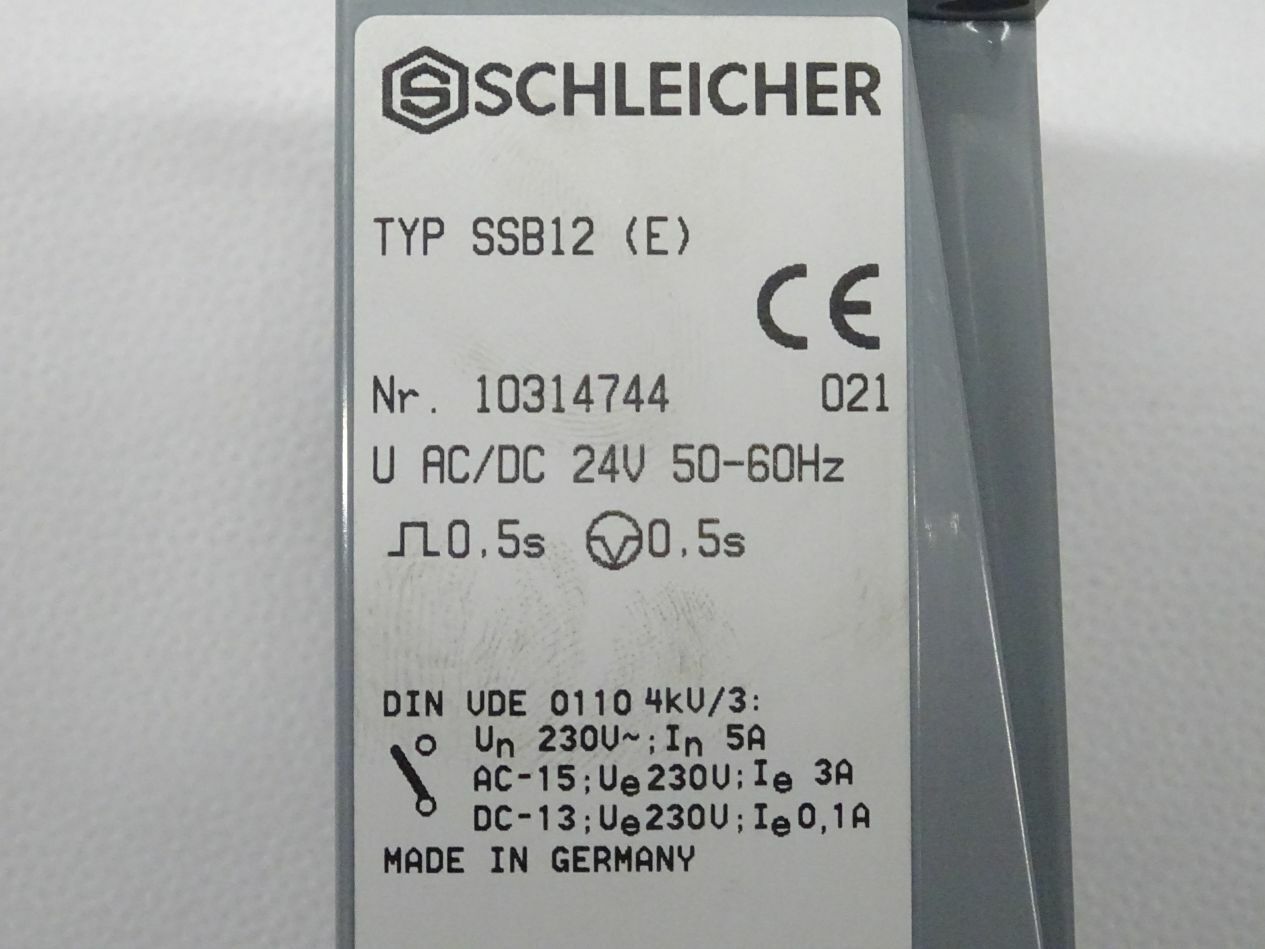 SCHLEICHER
TYP SSB12 (E)
CE
Nr. 10314744 021
U AC/DC 24V 50-60Hz
0.5s 0.5s
DIN VDE 0110 4kV/3:
Un 230V~; In 5A
AC-15; Ue 230V; Ie 3A
DC-13; Ue 230V; Ie 0,1A
MADE IN GERMANY